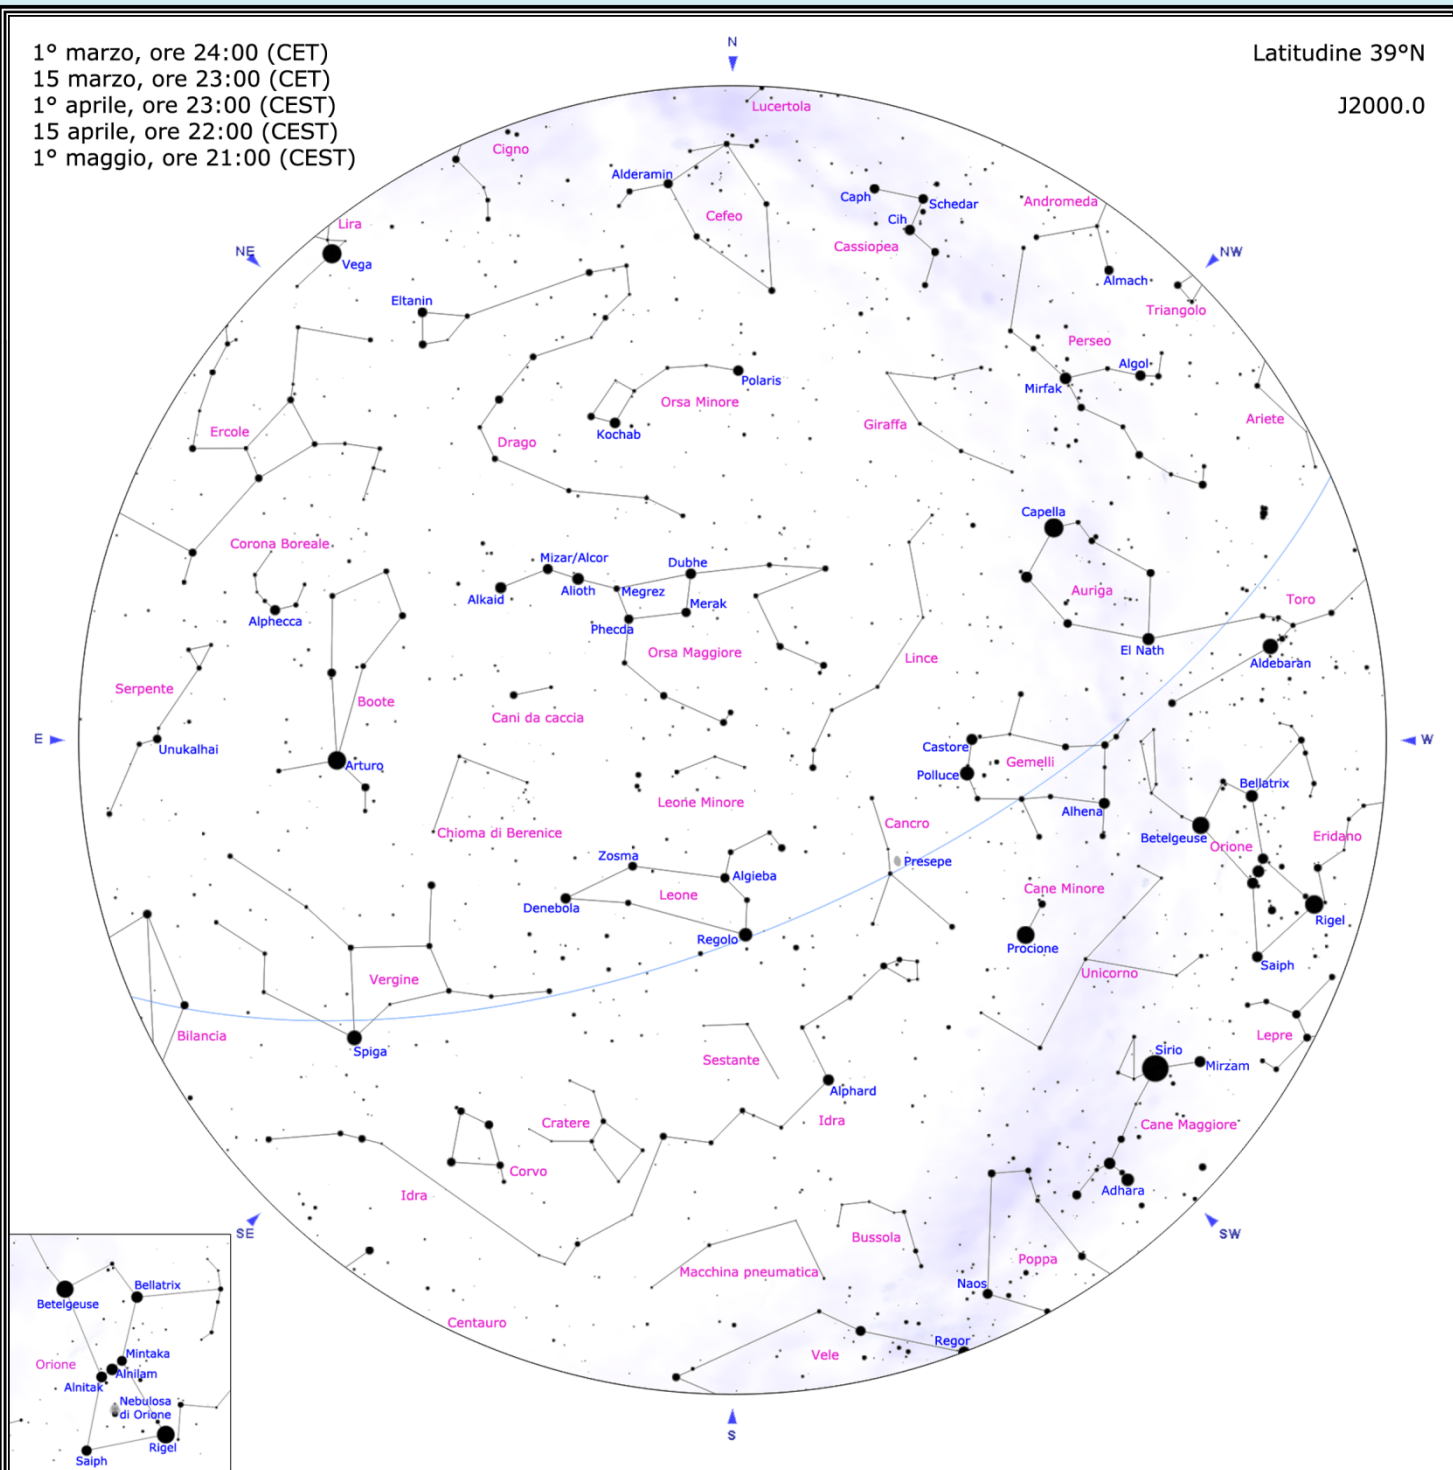 1° marzo, ore 24:00 (CET)
15 marzo, ore 23:00 (CET)
1° aprile, ore 23:00 (CEST)
15 aprile, ore 22:00 (CEST)
1° maggio, ore 21:00 (CEST)
Latitudine 39°N
J2000.0
N
Lucertola
Cigno
Alderamin
Caph
Schedar
Andromeda
Cefeo
Cih
Lira
Cassiopea
NE
NW
Vega
Almach
Eltanin
Triangolo
Perseo
Algol
Polaris
Mirfak
Orsa Minore
Ariete
Giraffa
Ercole
Kochab
Drago
Capella
Corona Boreale
Mizar/Alcor
Dubhe
Alioth
Megrez
Auriga
Alkaid
Merak
Toro
Alphecca
Phecda
El Nath
Orsa Maggiore
Lince
Aldebaran
Serpente
Boote
Cani da caccia
E
W
Unukalhai
Castore
Arturo
Gemelli
Polluce
Bellatrix
Leone Minore
Alhena
Cancro
Chioma di Berenice
Betelgeuse
Eridano
Orione
Zosma
Presepe
Algieba
Cane Minore
Leone
Denebola
Rigel
Regolo
Procione
Saiph
Unicorno
Vergine
Bilancia
Lepre
Spiga
Sirio
Sestante
Mirzam
Alphard
Idra
Cratere
Cane Maggiore
Corvo
Idra
Adhara
SE
SW
Bussola
Poppa
Macchina pneumatica
Naos
Centauro
Regor
Vele
S
Bellatrix
Betelgeuse
Mintaka
Orione
Alnilam
Alnitak
Nebulosa
di Orione
Rigel
Saiph